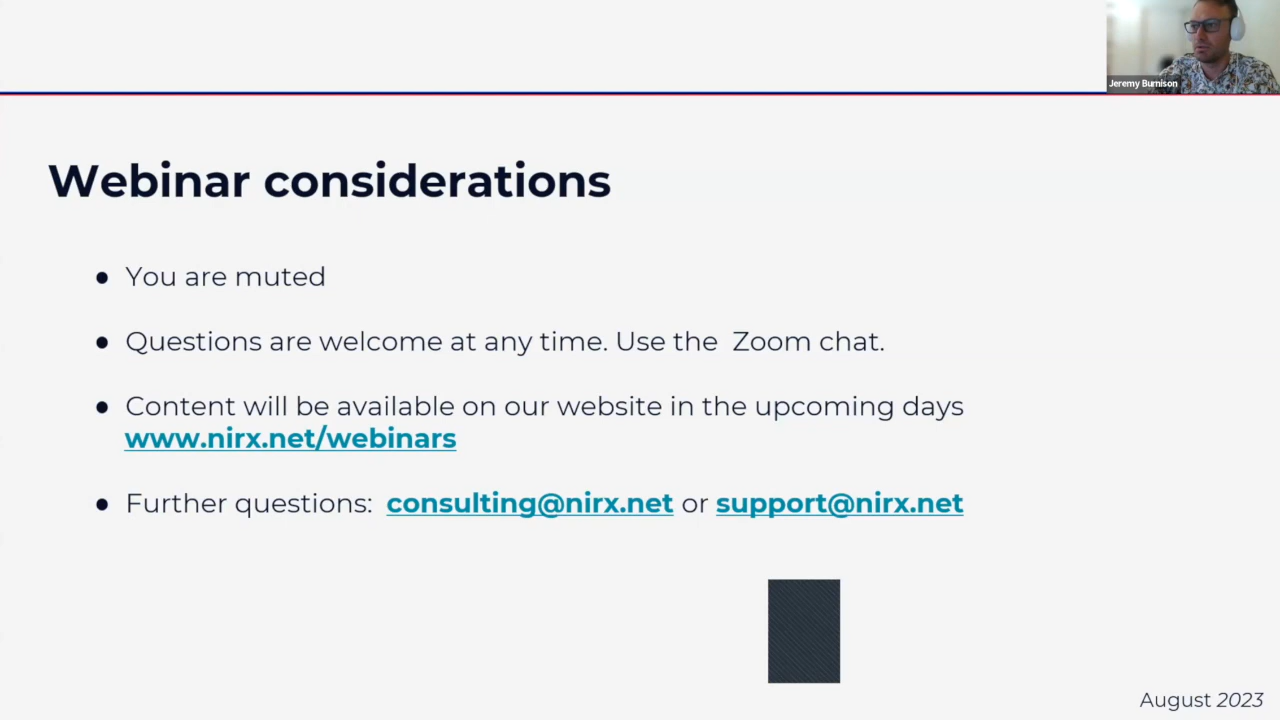 Jeremy Burnison
Webinar considerations
● You are muted
● Questions are welcome at any time. Use the  Zoom chat.
● Content will be available on our website in the upcoming days
www.nirx.net/webinars
● Further questions:  consulting@nirx.net or support@nirx.net
August 2023